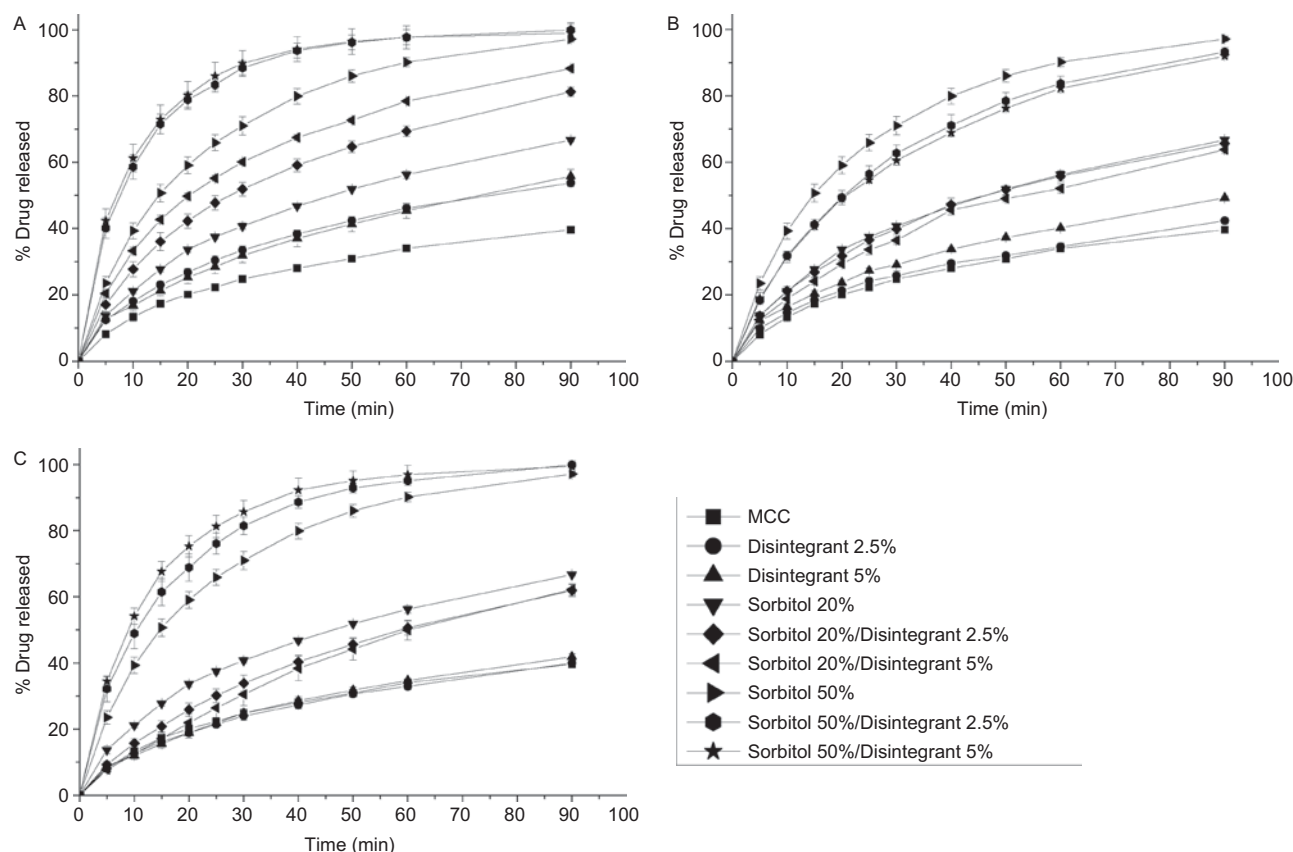 A
% Drug released
100
80
60
40
20
0
0 10 20 30 40 50 60 70 80 90 100
Time (min)
B
% Drug released
100
80
60
40
20
0
0 10 20 30 40 50 60 70 80 90 100
Time (min)
C
% Drug released
100
80
60
40
20
0
0 10 20 30 40 50 60 70 80 90 100
Time (min)
MCC
Disintegrant 2.5%
Disintegrant 5%
Sorbitol 20%
Sorbitol 20%/Disintegrant 2.5%
Sorbitol 20%/Disintegrant 5%
Sorbitol 50%
Sorbitol 50%/Disintegrant 2.5%
Sorbitol 50%/Disintegrant 5%